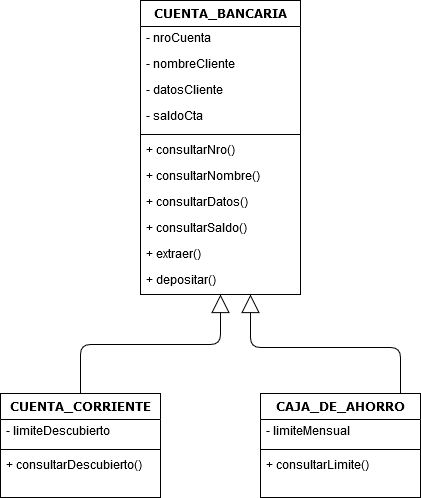 CUENTA_BANCARIA
- nroCuenta
- nombreCliente
- datosCliente
- saldoCta
+ consultarNro()
+ consultarNombre()
+ consultarDatos()
+ consultarSaldo()
+ extraer()
+ depositar()
CUENTA_CORRIENTE
- limiteDescubierto
+ consultarDescubierto()
CAJA_DE_AHORRO
- limiteMensual
+ consultarLimite()